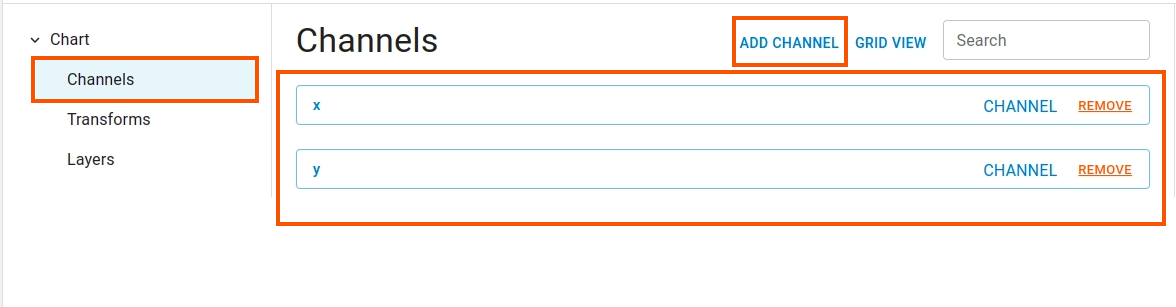 Chart
Channels
Transforms
Layers
Channels
ADD CHANNEL GRID VIEW Search
x CHANNEL REMOVE
y CHANNEL REMOVE